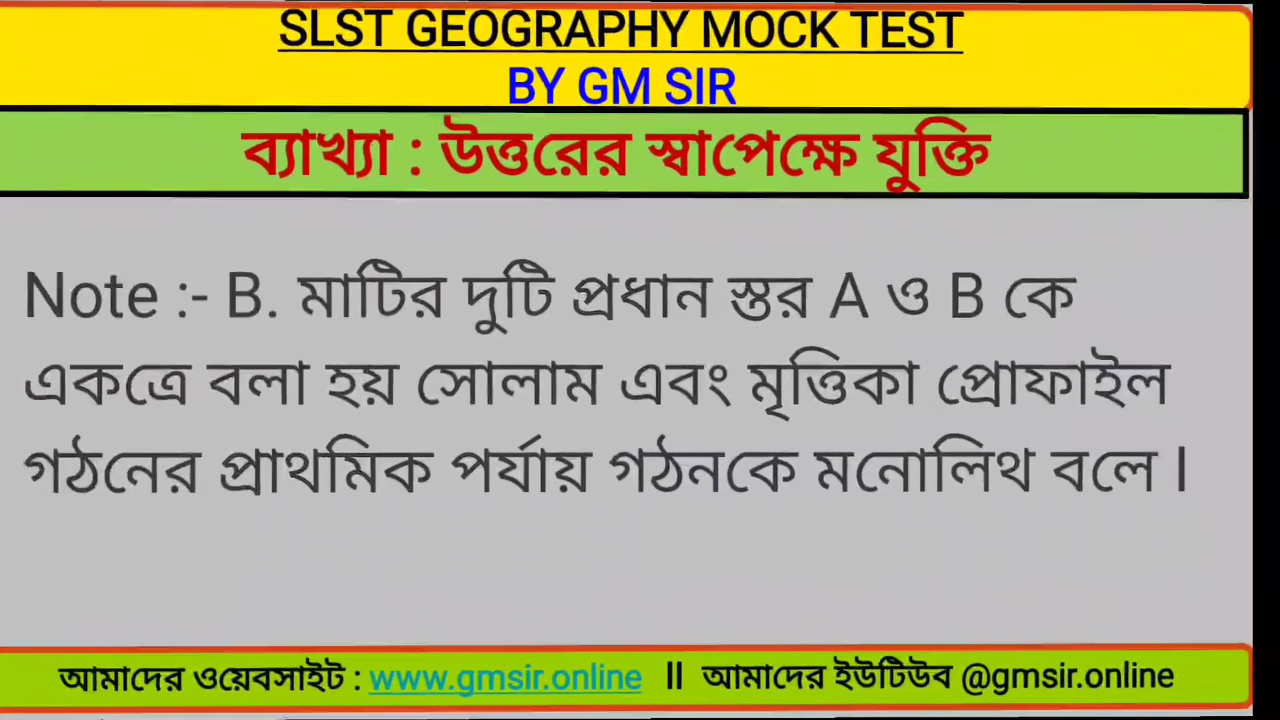 SLST GEOGRAPHY MOCK TEST
BY GM SIR
ব্যাখ্যা : উত্তরের স্বাপেক্ষে যুক্তি
Note :- B. মাটির দুটি প্রধান স্তর A ও B কে
একত্রে বলা হয় সোলাম এবং মৃত্তিকা প্রোফাইল
গঠনের প্রাথমিক পর্যায় গঠনকে মনোলিথ বলে ।
আমাদের ওয়েবসাইট : www.gmsir.online ll আমাদের ইউটিউব @gmsir.online